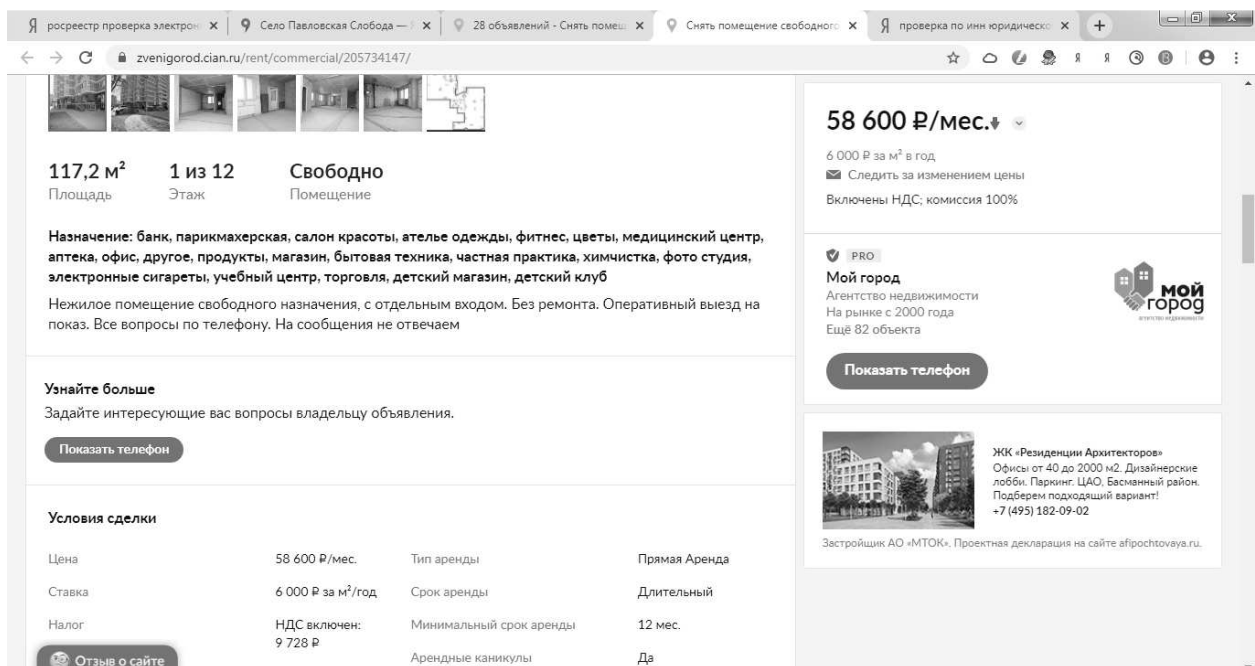 росреестр проверка электрон
Село Павловская Слобода —
28 объявлений - Снять помещ
Снять помещение свободного
проверка по инн юридическо
zvenigorod.cian.ru/rent/commercial/205734147/
117,2 м²
1 из 12
Свободно
Площадь
Этаж
Помещение
Назначение: банк, парикмахерская, салон красоты, ателье одежды, фитнес, цветы, медицинский центр,
аптека, офис, другое, продукты, магазин, бытовая техника, частная практика, химчистка, фото студия,
электронные сигареты, учебный центр, торговля, детский магазин, детский клуб
Нежилое помещение свободного назначения, с отдельным входом. Без ремонта. Оперативный выезд на
показ. Все вопросы по телефону. На сообщения не отвечаем
Узнайте больше
Задайте интересующие вас вопросы владельцу объявления.
Показать телефон
Условия сделки
Цена 58 600 ₽/мес. Тип аренды Прямая Аренда
Ставка 6 000 ₽ за м²/год Срок аренды Длительный
Налог НДС включен: Минимальный срок аренды 12 мес.
9 728 ₽
Арендные каникулы Да
Отзыв о сайте
58 600 ₽/мес.
6 000 ₽ за м² в год
Следить за изменением цены
Включены НДС; комиссия 100%
PRO
Мой город
Агентство недвижимости
На рынке с 2000 года
Ещё 82 объекта
мой
город
агентство недвижимости
Показать телефон
ЖК «Резиденции Архитекторов»
Офисы от 40 до 2000 м2. Дизайнерские
лобби. Паркинг. ЦАО, Басманный район.
Подберем подходящий вариант!
+7 (495) 182-09-02
Застройщик АО «МТОК». Проектная декларация на сайте afipochtovaya.ru.